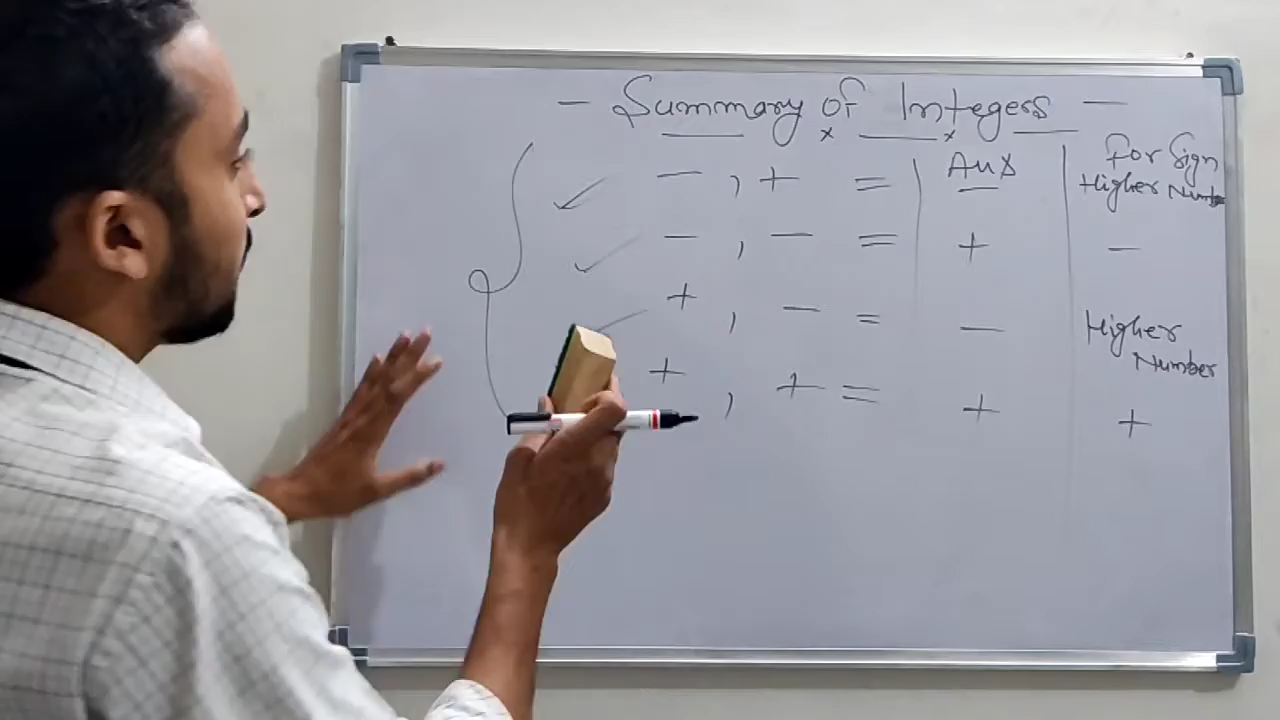 - Summary of Integers -
-, + = Ans For Sign Higher Number
-, - = + -
+, - = - Higher Number
+, + = + +